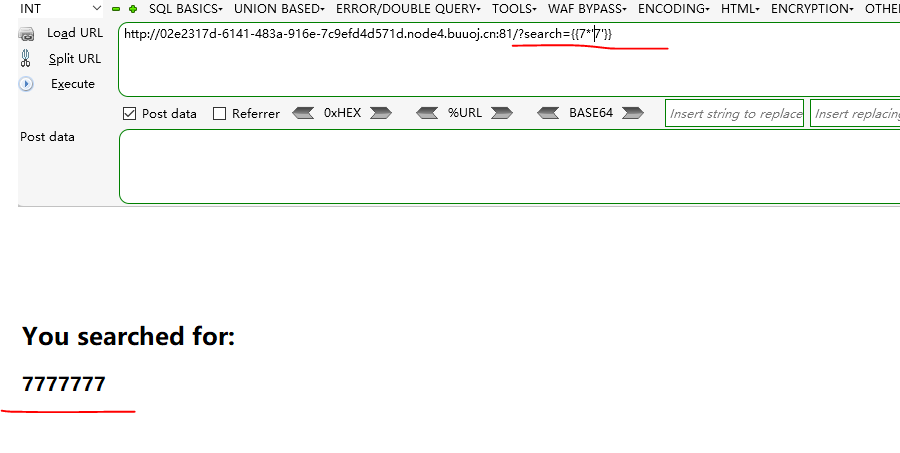 INT SQL BASICS UNION BASED ERROR/DOUBLE QUERY TOOLS WAF BYPASS ENCODING HTML ENCRYPTION OTHE
Load URL http://02e2317d-6141-483a-916e-7c9efd4d571d.node4.buuoj.cn:81/?search={{7*'7'}}
Split URL
Execute
Post data Referrer 0xHEX %URL BASE64 Insert string to replace Insert replacing
Post data
You searched for:
7777777